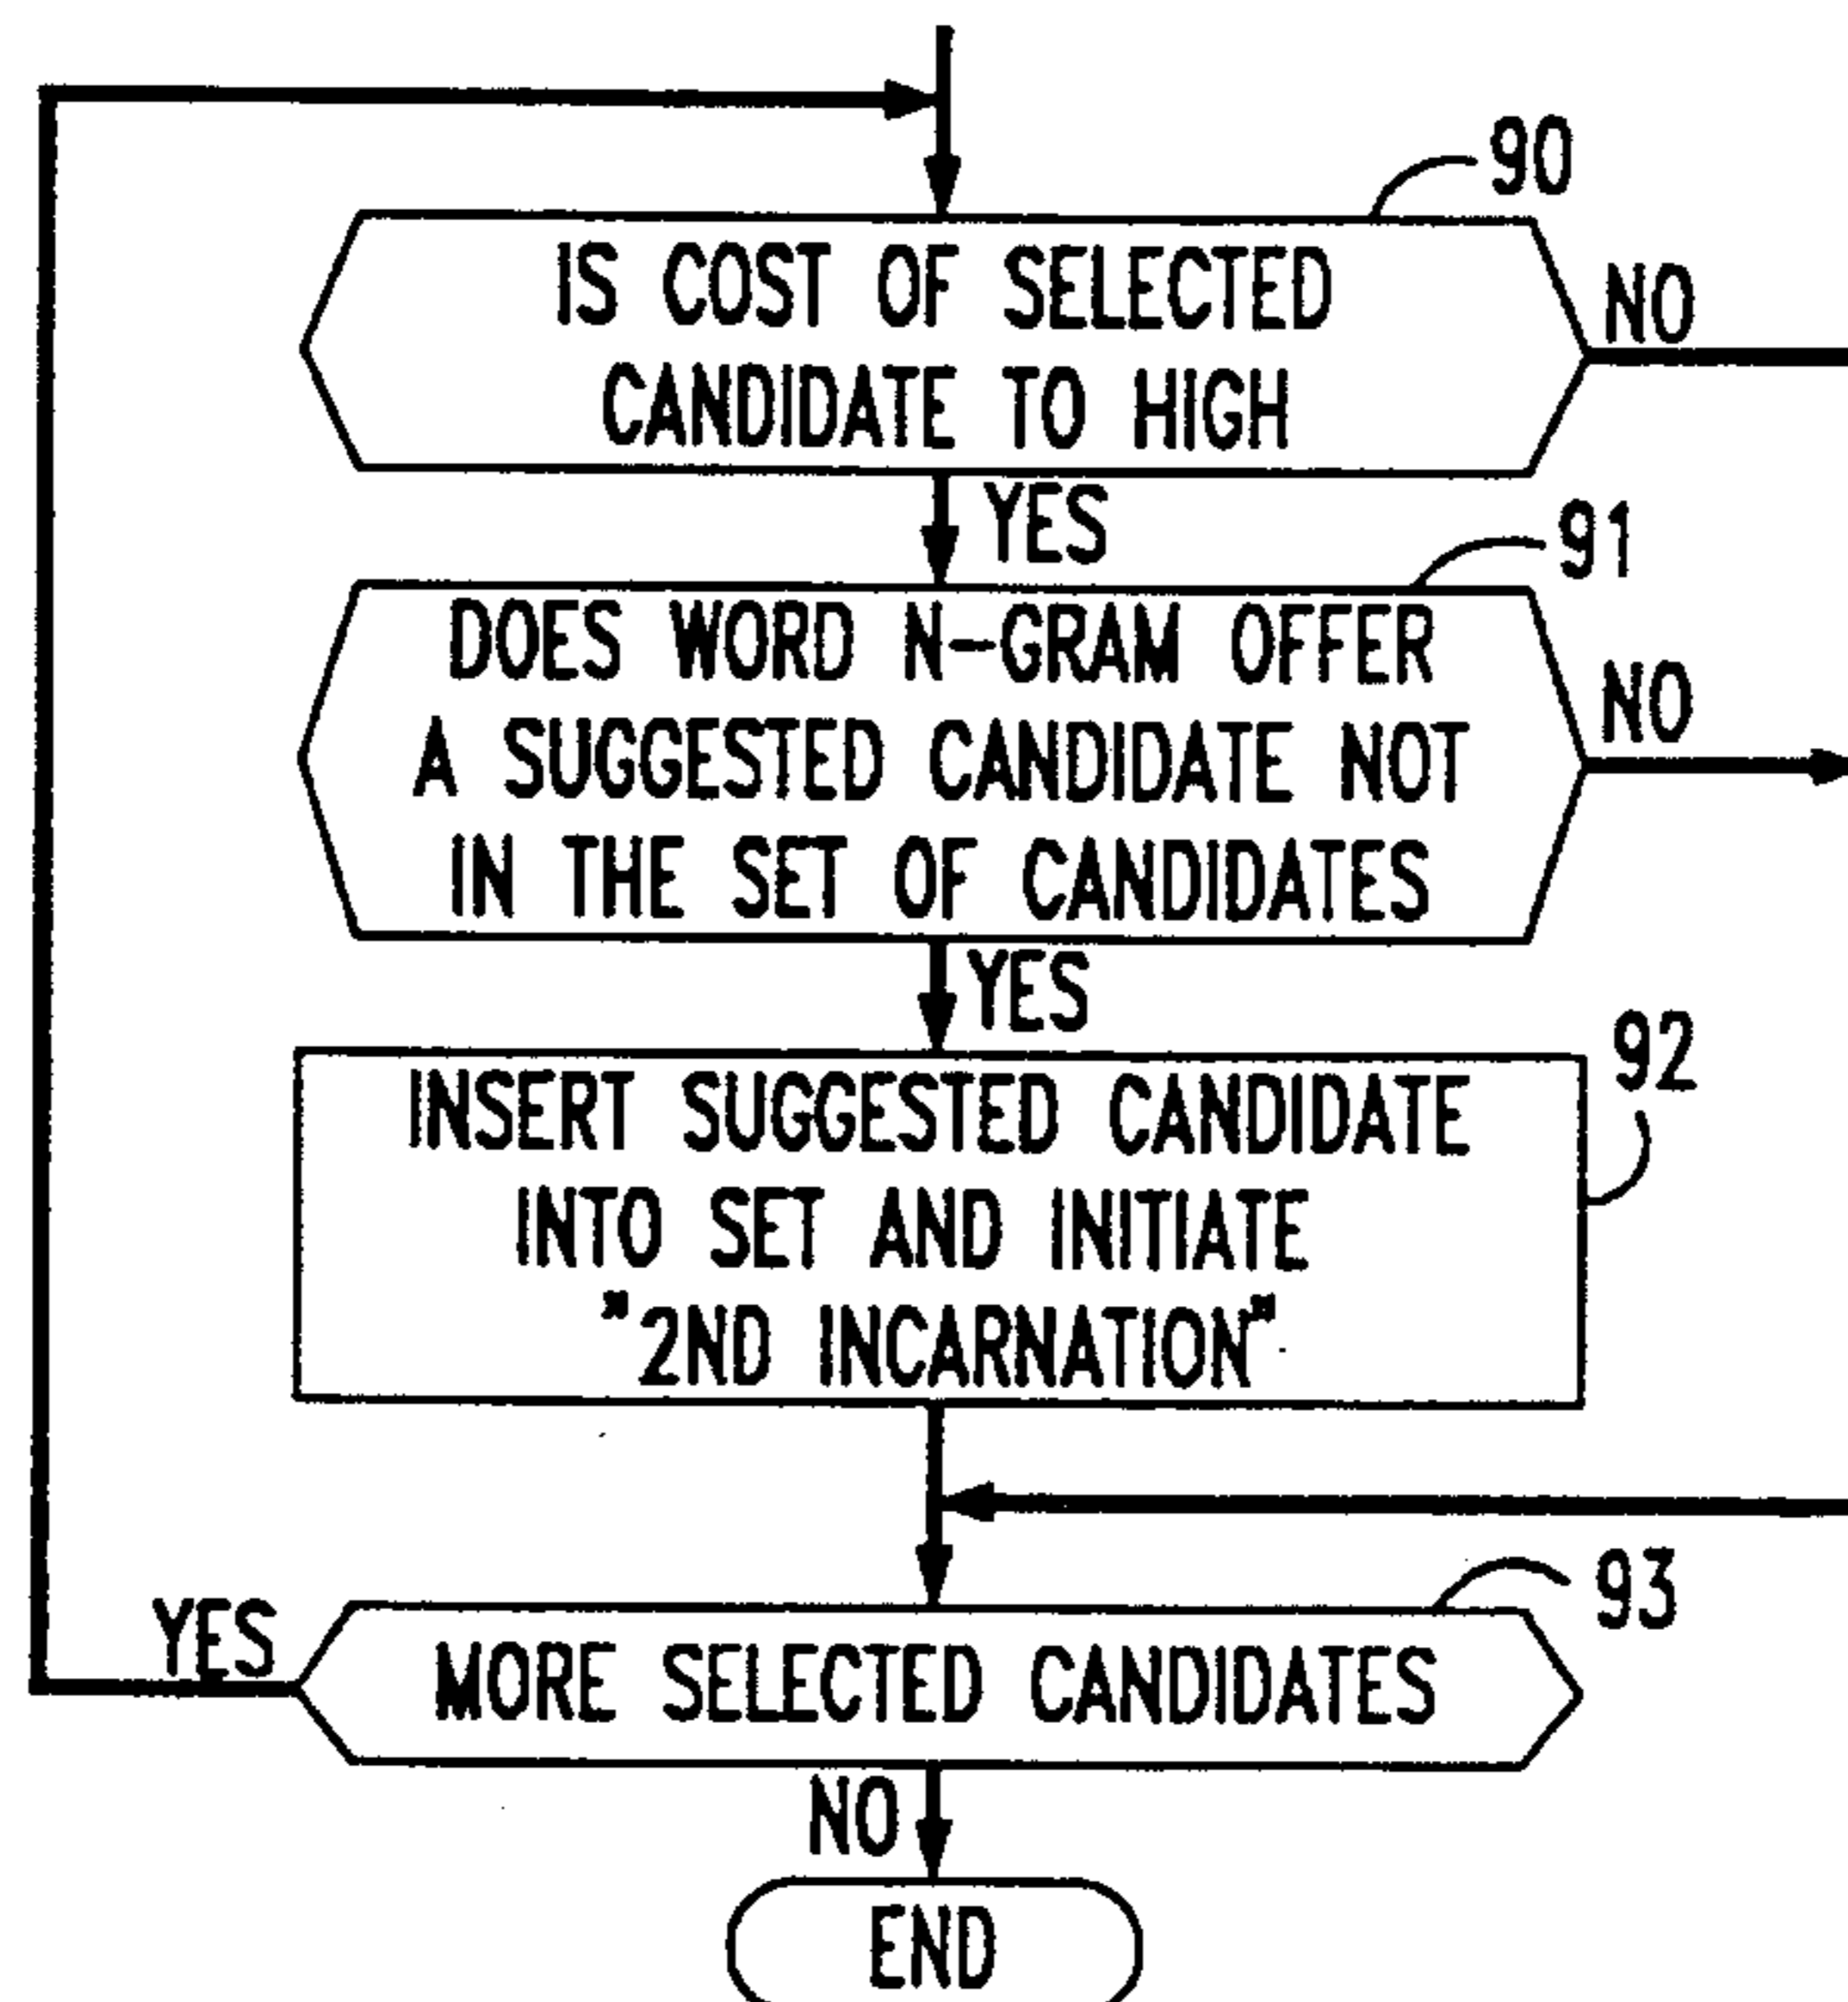 90
IS COST OF SELECTED
NO
CANDIDATE TO HIGH
YES
91
DOES WORD N-GRAM OFFER
NO
A SUGGESTED CANDIDATE NOT
IN THE SET OF CANDIDATES
YES
92
INSERT SUGGESTED CANDIDATE
INTO SET AND INITIATE
"2ND INCARNATION"
93
YES
MORE SELECTED CANDIDATES
NO
END